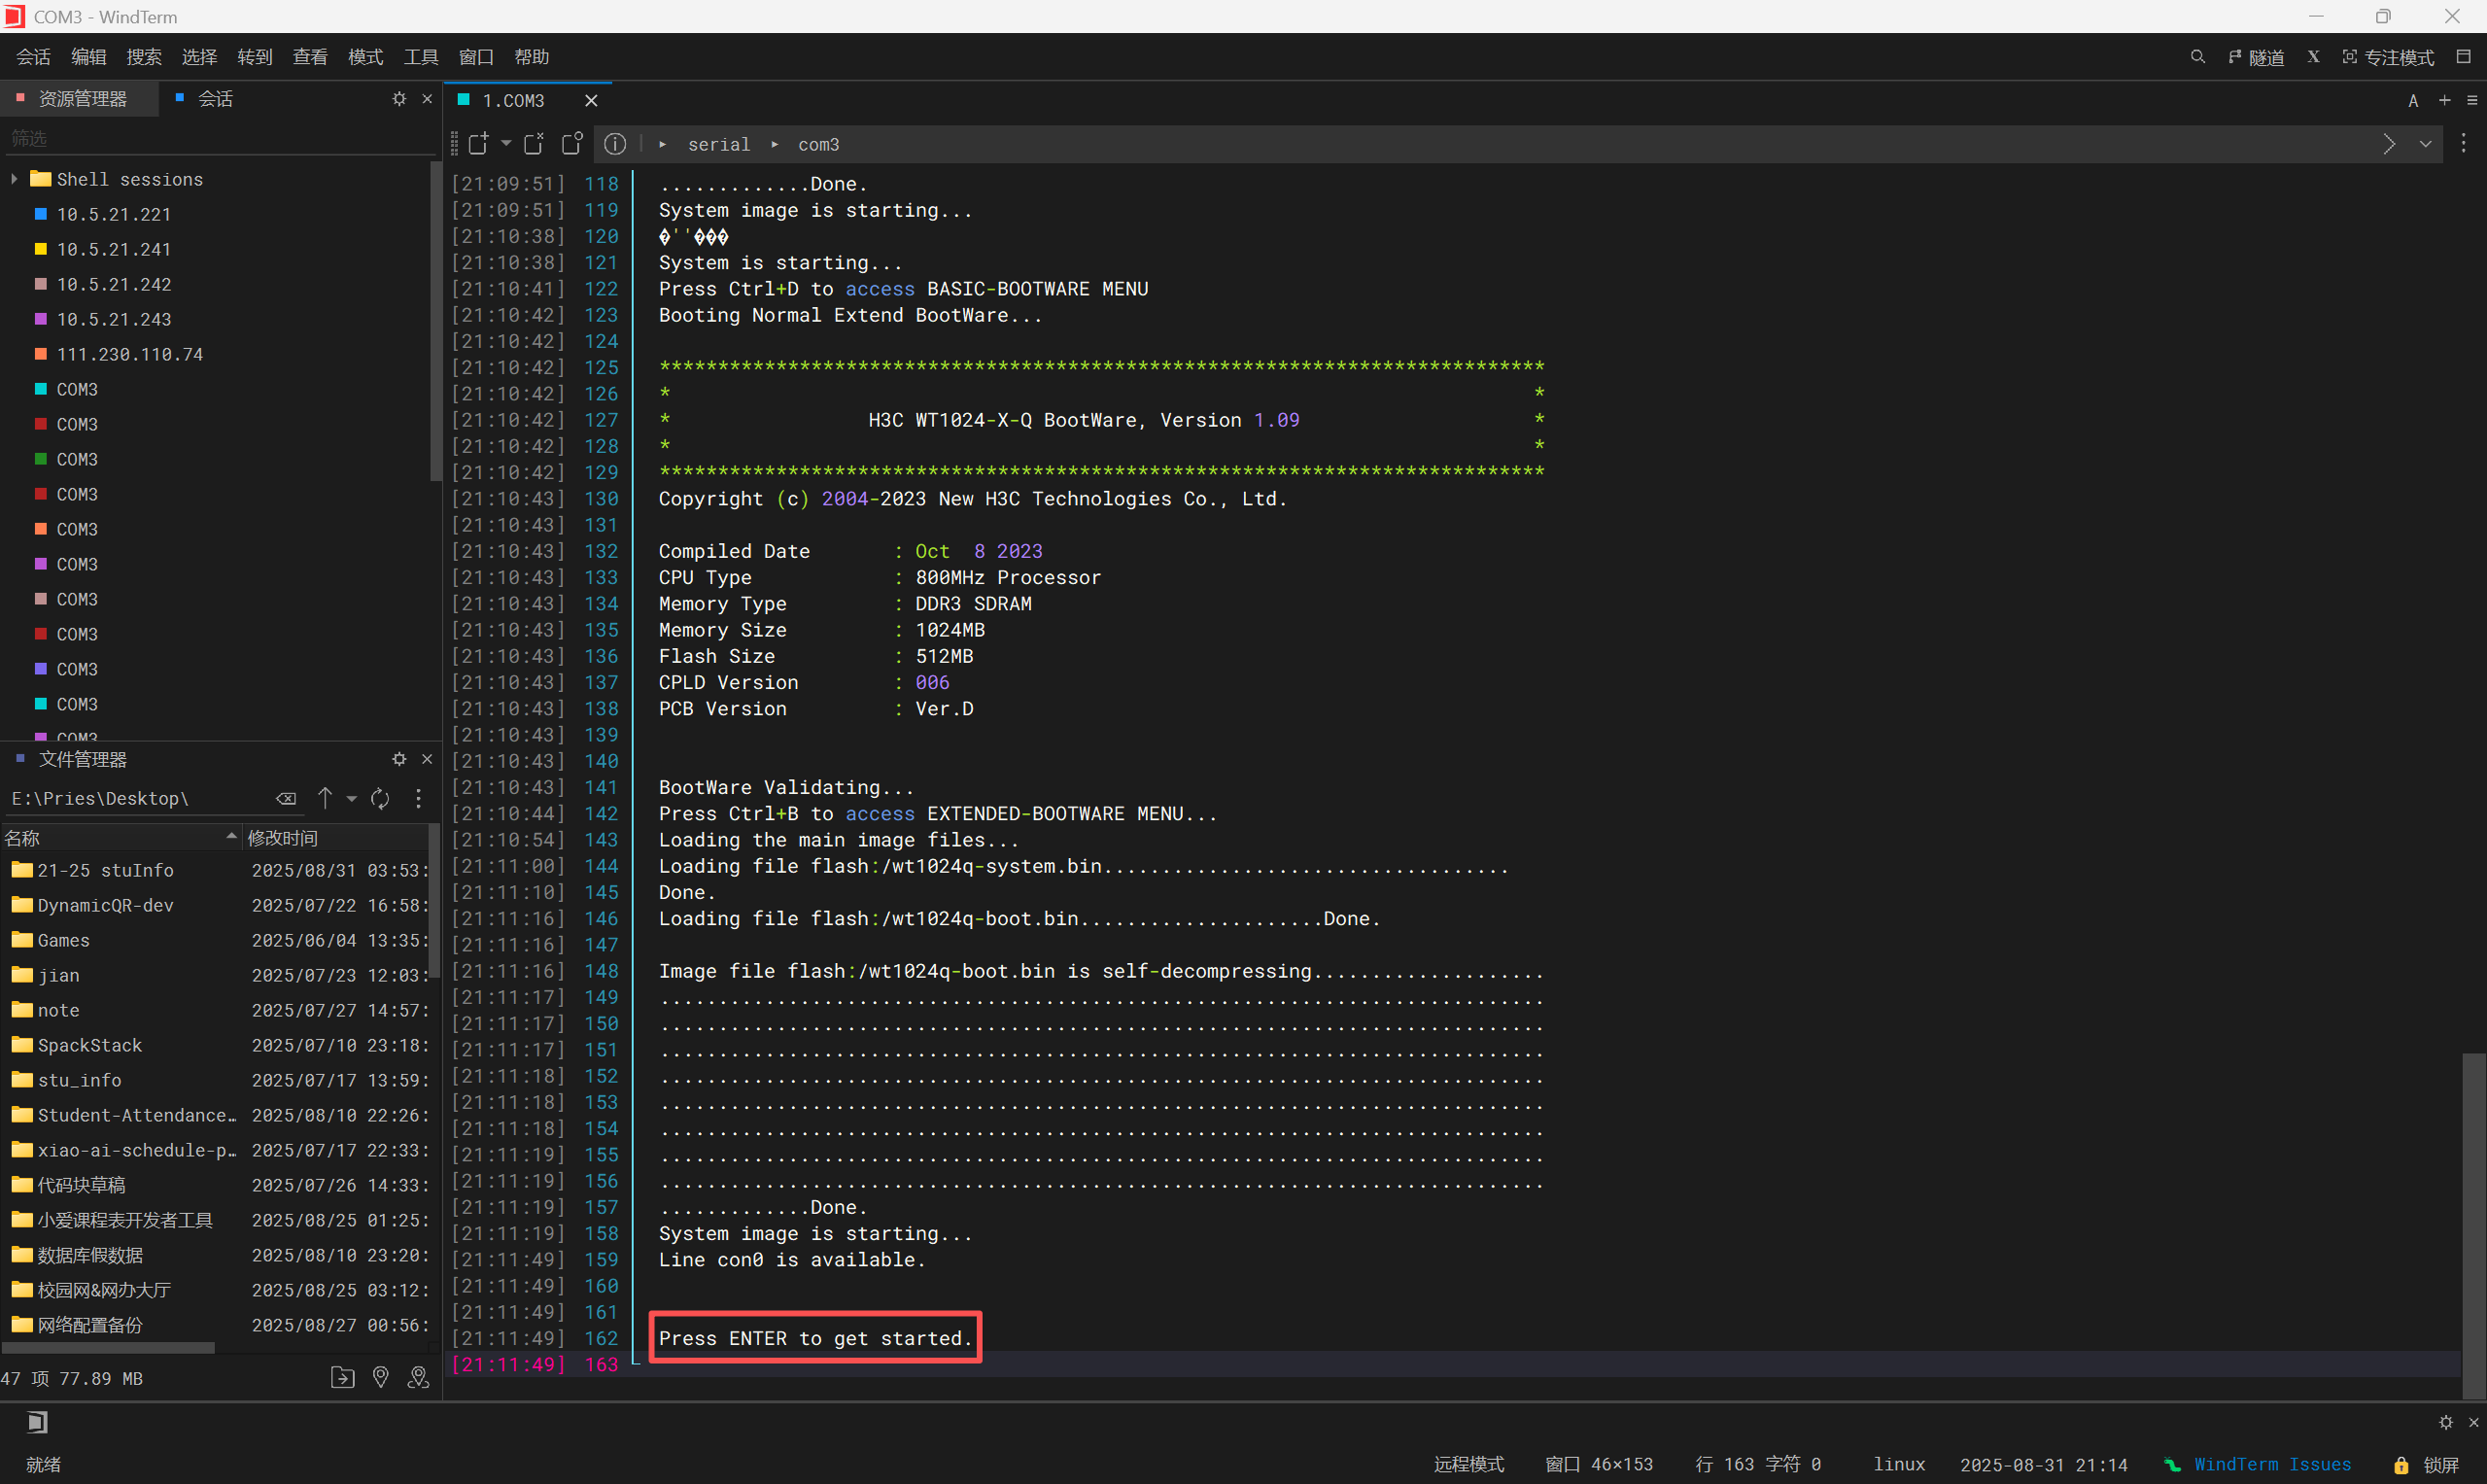 COM3 - WindTerm
会话 编辑 搜索 选择 转到 查看 模式 工具 窗口 帮助
隧道 X 专注模式
资源管理器 会话
筛选
Shell sessions
10.5.21.221
10.5.21.241
10.5.21.242
10.5.21.243
111.230.110.74
COM3
COM3
COM3
COM3
COM3
COM3
COM3
COM3
COM3
COM3
COM3
文件管理器
E:\Pries\Desktop\
名称 修改时间
21-25 stuInfo 2025/08/31 03:53:
DynamicQR-dev 2025/07/22 16:58:
Games 2025/06/04 13:35:
jian 2025/07/23 12:03:
note 2025/07/27 14:57:
SpackStack 2025/07/10 23:18:
stu_info 2025/07/17 13:59:
Student-Attendance… 2025/08/10 22:26:
xiao-ai-schedule-p… 2025/07/17 22:33:
代码块草稿 2025/07/26 14:33:
小爱课程表开发者工具 2025/08/25 01:25:
数据库假数据 2025/08/10 23:20:
校园网&网办大厅 2025/08/25 03:12:
网络配置备份 2025/08/27 00:56:
47 项 77.89 MB
1.COM3
A
serial com3
[21:09:51] 118 .............Done.
[21:09:51] 119 System image is starting...
[21:10:38] 120 �''���
[21:10:38] 121 System is starting...
[21:10:41] 122 Press Ctrl+D to access BASIC-BOOTWARE MENU
[21:10:42] 123 Booting Normal Extend BootWare...
[21:10:42] 124
[21:10:42] 125 ****************************************************************************
[21:10:42] 126 * *
[21:10:42] 127 * H3C WT1024-X-Q BootWare, Version 1.09 *
[21:10:42] 128 * *
[21:10:42] 129 ****************************************************************************
[21:10:43] 130 Copyright (c) 2004-2023 New H3C Technologies Co., Ltd.
[21:10:43] 131
[21:10:43] 132 Compiled Date : Oct 8 2023
[21:10:43] 133 CPU Type : 800MHz Processor
[21:10:43] 134 Memory Type : DDR3 SDRAM
[21:10:43] 135 Memory Size : 1024MB
[21:10:43] 136 Flash Size : 512MB
[21:10:43] 137 CPLD Version : 006
[21:10:43] 138 PCB Version : Ver.D
[21:10:43] 139
[21:10:43] 140
[21:10:43] 141 BootWare Validating...
[21:10:44] 142 Press Ctrl+B to access EXTENDED-BOOTWARE MENU...
[21:10:54] 143 Loading the main image files...
[21:11:00] 144 Loading file flash:/wt1024q-system.bin...................................
[21:11:10] 145 Done.
[21:11:16] 146 Loading file flash:/wt1024q-boot.bin.....................Done.
[21:11:16] 147
[21:11:16] 148 Image file flash:/wt1024q-boot.bin is self-decompressing....................
[21:11:17] 149 ............................................................................
[21:11:17] 150 ............................................................................
[21:11:17] 151 ............................................................................
[21:11:18] 152 ............................................................................
[21:11:18] 153 ............................................................................
[21:11:18] 154 ............................................................................
[21:11:19] 155 ............................................................................
[21:11:19] 156 ............................................................................
[21:11:19] 157 .............Done.
[21:11:19] 158 System image is starting...
[21:11:49] 159 Line con0 is available.
[21:11:49] 160
[21:11:49] 161
[21:11:49] 162 Press ENTER to get started.
[21:11:49] 163
就绪 远程模式 窗口 46×153 行 163 字符 0 linux 2025-08-31 21:14 WindTerm Issues 锁屏